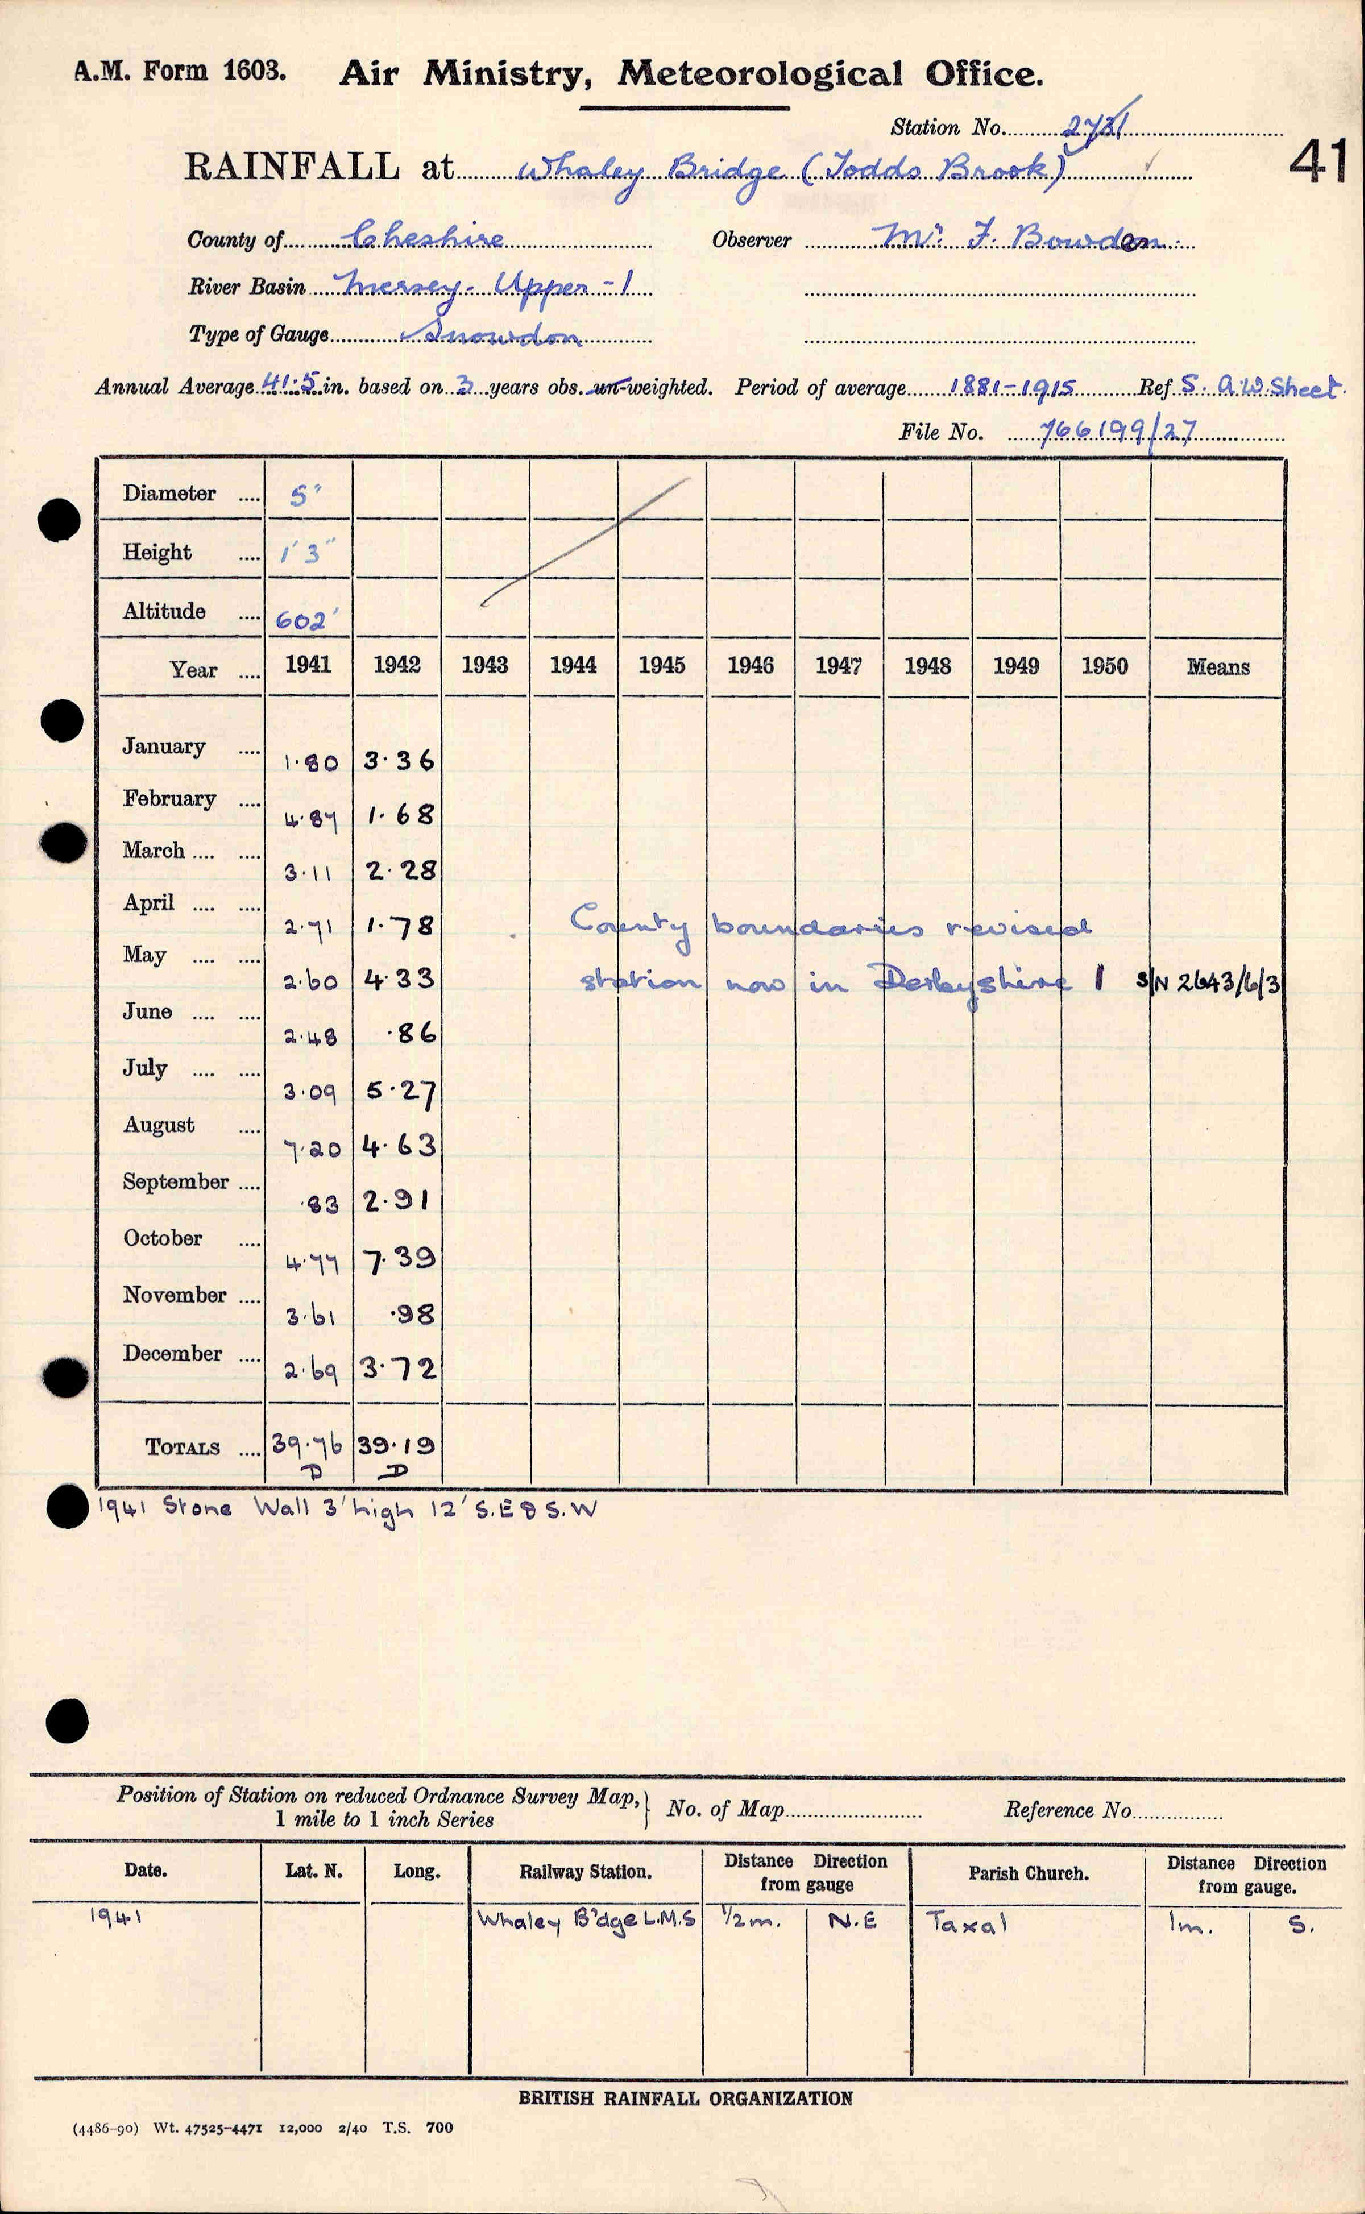 A.M. Form 1603. Air Ministry, Meteorological Office.
Station No. 2731
41
RAINFALL at Whaley Bridge (Todds Brook)
County of Cheshire Observer Mr. F. Bowden
River Basin Mersey - Upper - 1
Type of Gauge Snowdon
Annual Average 41.5 in. based on 3 years obs. un-weighted. Period of average 1881-1915 Ref S. A.W. Sheet.
File No. 766199/27
Diameter .... 5"
Height .... 1' 3"
Altitude .... 602'
Year .... 1941 1942 1943 1944 1945 1946 1947 1948 1949 1950 Means
January .... 1.80 3.36
February .... 4.87 1.68
March .... .... 3.11 2.28
April .... .... 2.71 1.78 County boundaries revised
May .... .... 2.60 4.33 station now in Derbyshire 1 S/N 2643/6/3
June .... .... 2.48 .86
July .... .... 3.09 5.27
August .... 7.20 4.63
September .... .83 2.91
October .... 4.77 7.39
November .... 3.61 .98
December .... 2.69 3.72
TOTALS .... 39.76 39.19
D D
1941 Stone Wall 3' high 12' S.E & S.W
Position of Station on reduced Ordnance Survey Map, } No. of Map Reference No
1 mile to 1 inch Series
Date. Lat. N. Long. Railway Station. Distance Direction from gauge Parish Church. Distance Direction from gauge.
1941 Whaley B'dge L.M.S 1/2 m. N.E Taxal 1m. S.
BRITISH RAINFALL ORGANIZATION
(4486-90) Wt. 47525-4471 12,000 2/40 T.S. 700